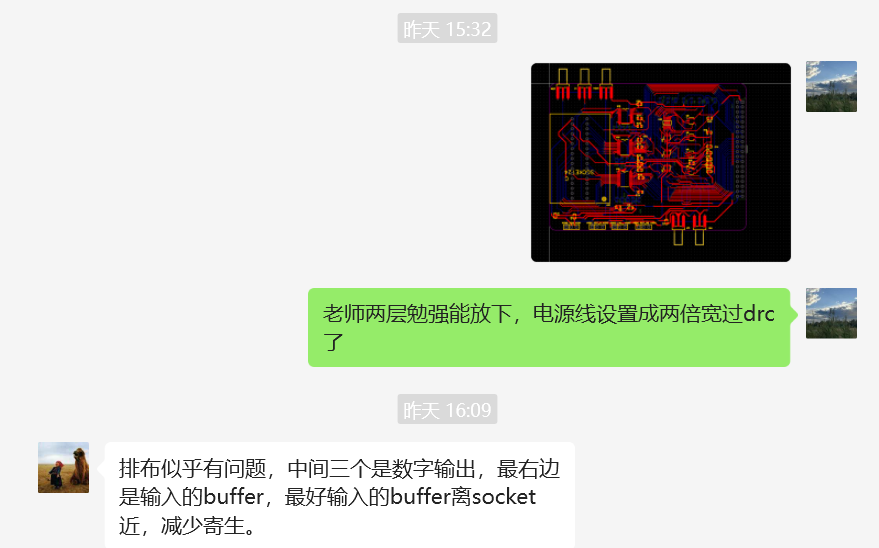 昨天 15:32
老师两层勉强能放下，电源线设置成两倍宽过drc
了
昨天 16:09
排布似乎有问题，中间三个是数字输出，最右边
是输入的buffer，最好输入的buffer离socket
近，减少寄生。